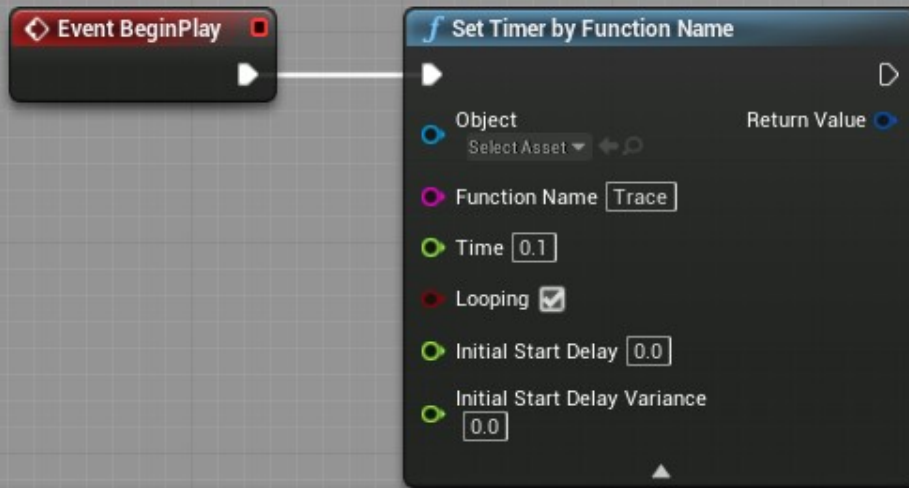 Event BeginPlay
f Set Timer by Function Name
Object
Return Value
Select Asset
Function Name Trace
Time 0.1
Looping
Initial Start Delay 0.0
Initial Start Delay Variance
0.0